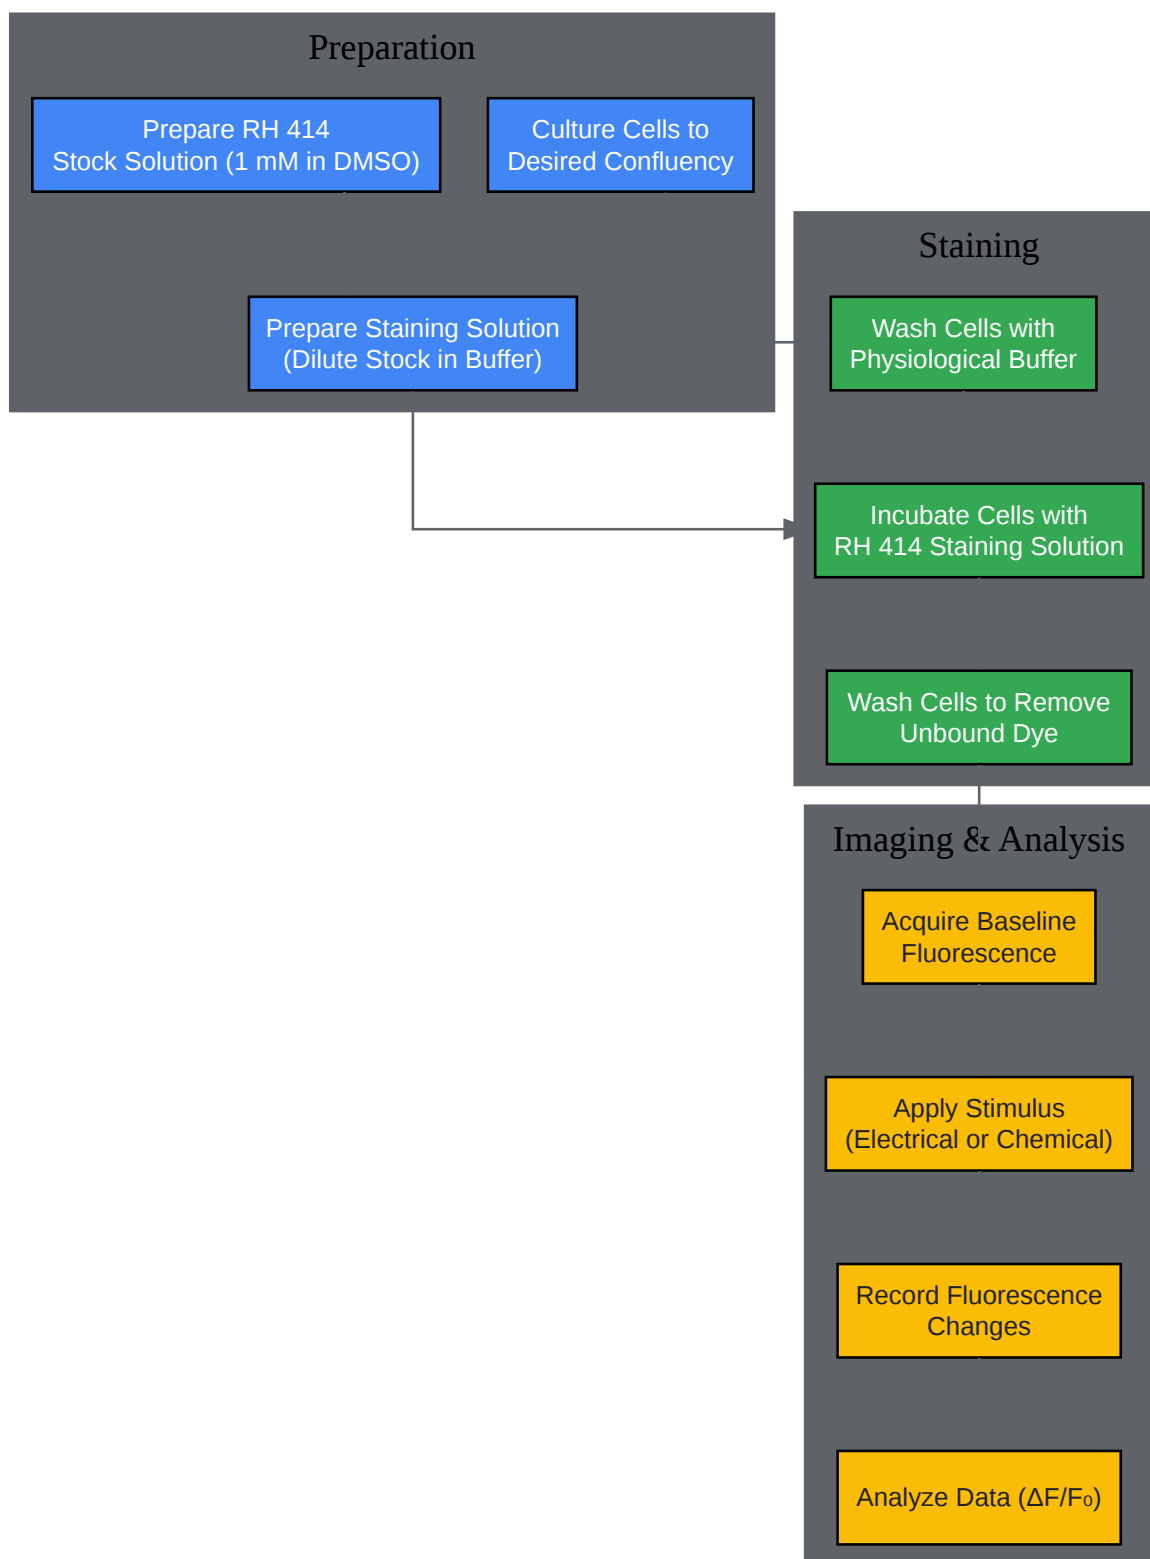 Preparation
Prepare RH 414
Stock Solution (1 mM in DMSO)
Culture Cells to
Desired Confluency
Prepare Staining Solution
(Dilute Stock in Buffer)
Staining
Wash Cells with
Physiological Buffer
Incubate Cells with
RH 414 Staining Solution
Wash Cells to Remove
Unbound Dye
Imaging & Analysis
Acquire Baseline
Fluorescence
Apply Stimulus
(Electrical or Chemical)
Record Fluorescence
Changes
Analyze Data (ΔF/F₀)